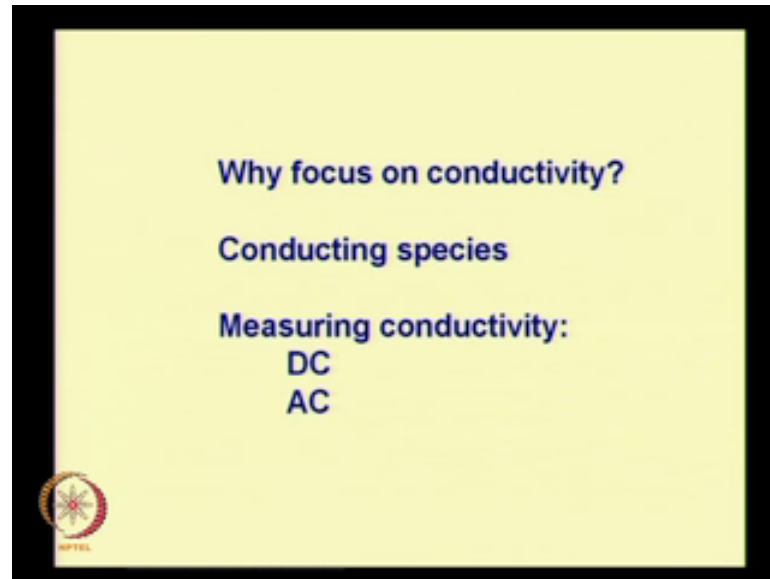 Why focus on conductivity?
Conducting species
Measuring conductivity:
DC
AC
NPTEL